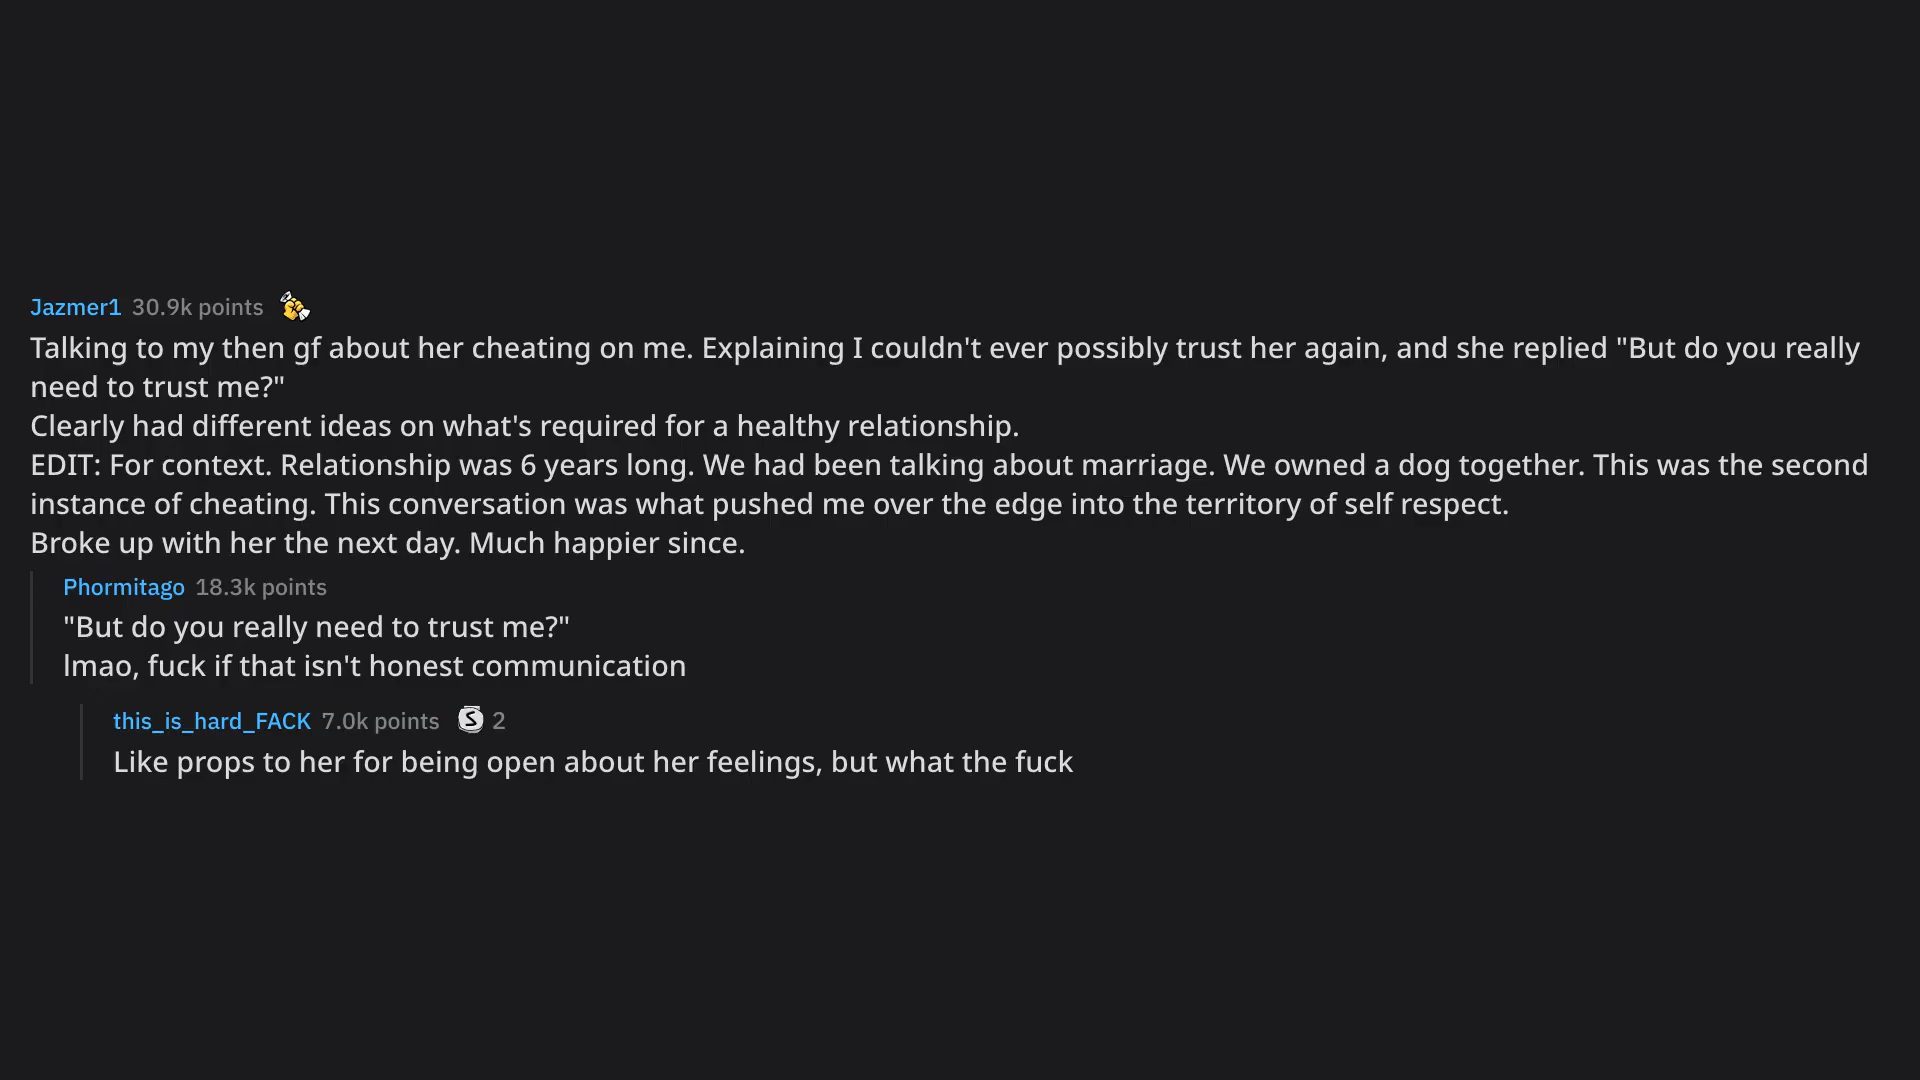 Jazmer1 30.9k points
Talking to my then gf about her cheating on me. Explaining I couldn't ever possibly trust her again, and she replied "But do you really
need to trust me?"
Clearly had different ideas on what's required for a healthy relationship.
EDIT: For context. Relationship was 6 years long. We had been talking about marriage. We owned a dog together. This was the second
instance of cheating. This conversation was what pushed me over the edge into the territory of self respect.
Broke up with her the next day. Much happier since.
Phormitago 18.3k points
"But do you really need to trust me?"
lmao, fuck if that isn't honest communication
this_is_hard_FACK 7.0k points S 2
Like props to her for being open about her feelings, but what the fuck